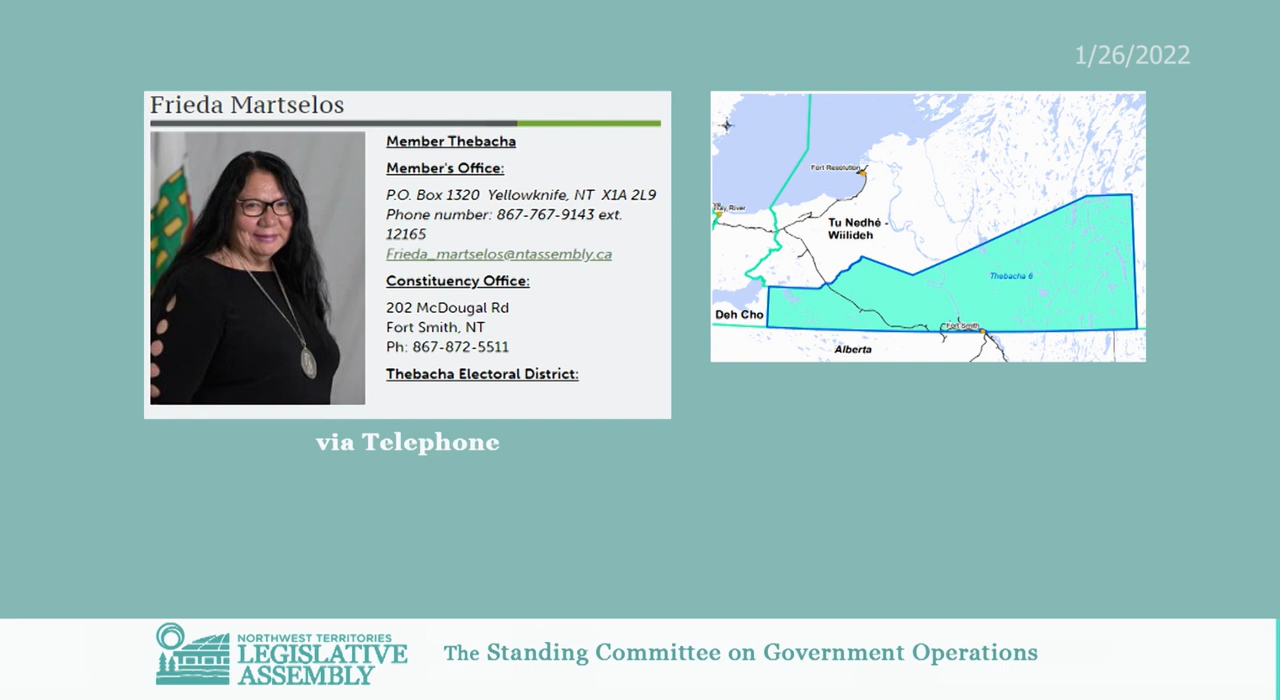 1/26/2022
Frieda Martselos
Member Thebacha
Member's Office:
P.O. Box 1320 Yellowknife, NT X1A 2L9
Phone number: 867-767-9143 ext.
12165
Frieda_martselos@ntassembly.ca
Constituency Office:
202 McDougal Rd
Fort Smith, NT
Ph: 867-872-5511
Thebacha Electoral District:
via Telephone
Fort Resolution
River
Tu Nedhé -
Wiilideh
Thebacha 6
Deh Cho
Fort Smith
Alberta
NORTHWEST TERRITORIES
LEGISLATIVE
ASSEMBLY
The Standing Committee on Government Operations